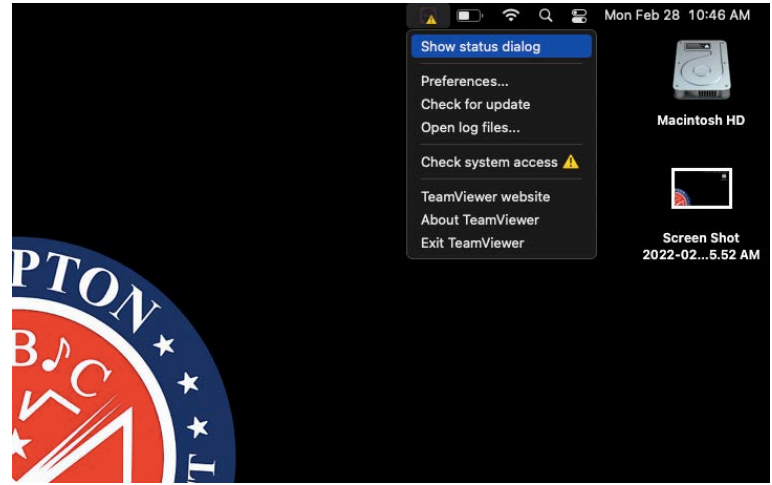 Mon Feb 28 10:46 AM
Show status dialog
Preferences...
Check for update
Open log files...
Check system access
TeamViewer website
About TeamViewer
Exit TeamViewer
Macintosh HD
Screen Shot
2022-02...5.52 AM
PTON
B C